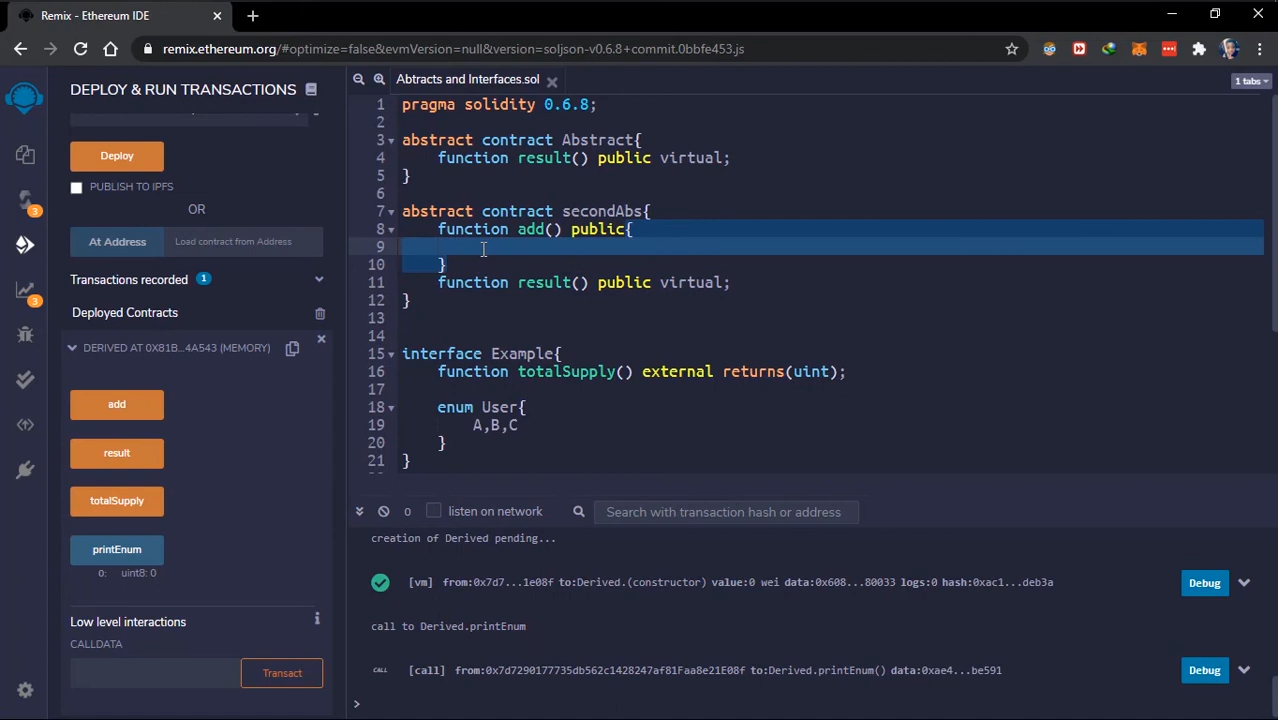 Remix - Ethereum IDE
remix.ethereum.org/#optimize=false&evmVersion=null&version=soljson-v0.6.8+commit.0bbfe453.js
DEPLOY & RUN TRANSACTIONS
Deploy
PUBLISH TO IPFS
OR
At Address
Load contract from Address
Transactions recorded 1
Deployed Contracts
DERIVED AT 0X81B...4A543 (MEMORY)
add
result
totalSupply
printEnum
0: uint8: 0
Low level interactions
CALLDATA
Transact
3
3
Abtracts and Interfaces.sol
1 tabs
1 pragma solidity 0.6.8;
2
3 abstract contract Abstract{
4 function result() public virtual;
5 }
6
7 abstract contract secondAbs{
8 function add() public{
9
10 }
11 function result() public virtual;
12 }
13
14
15 interface Example{
16 function totalSupply() external returns(uint);
17
18 enum User{
19 A,B,C
20 }
21 }
0 listen on network
Search with transaction hash or address
creation of Derived pending...
[vm] from:0x7d7...1e08f to:Derived.(constructor) value:0 wei data:0x608...80033 logs:0 hash:0xac1...deb3a
Debug
call to Derived.printEnum
CALL [call] from:0x7d7290177735db562c1428247af81Faa8e21E08f to:Derived.printEnum() data:0xae4...be591
Debug
>